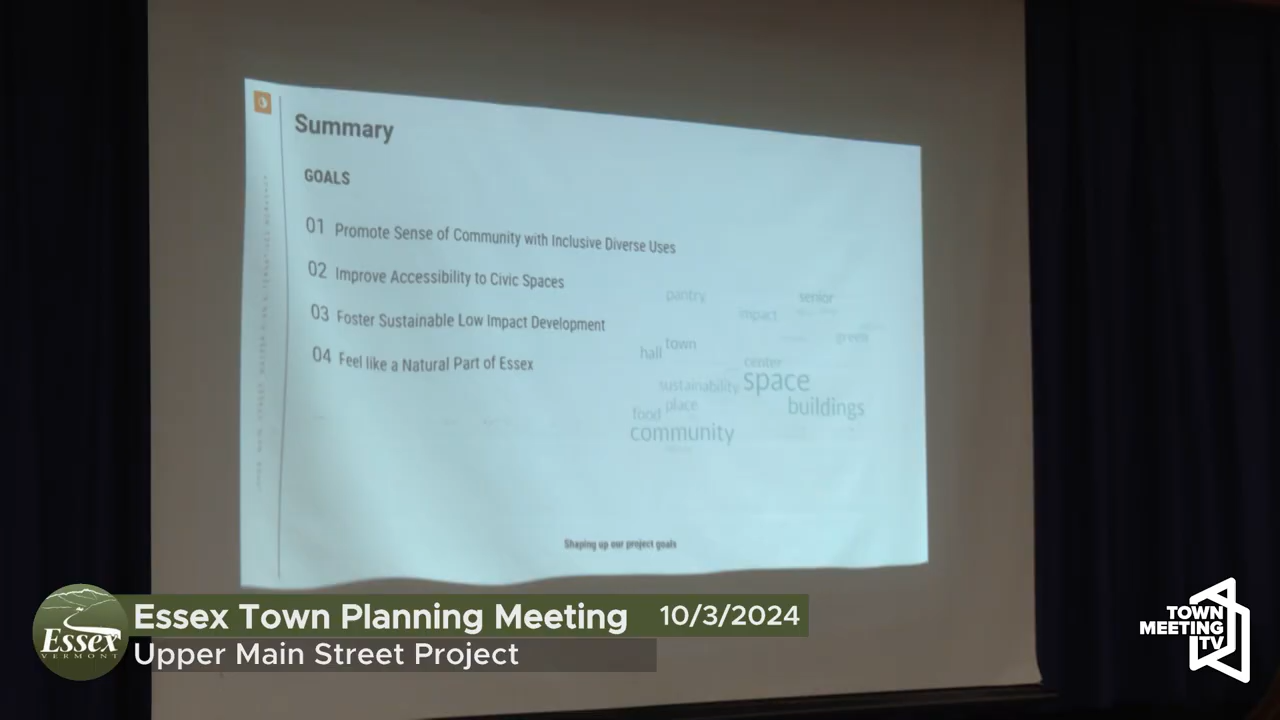 Summary
GOALS
01 Promote Sense of Community with Inclusive Diverse Uses
02 Improve Accessibility to Civic Spaces
03 Foster Sustainable Low Impact Development
04 Feel like a Natural Part of Essex
pantry
senior
impact
green
town
hall
center
space
sustainability
place
buildings
food
community
Shaping up our project goals
Essex
VERMONT
Essex Town Planning Meeting 10/3/2024
Upper Main Street Project
TOWN
MEETING
TV